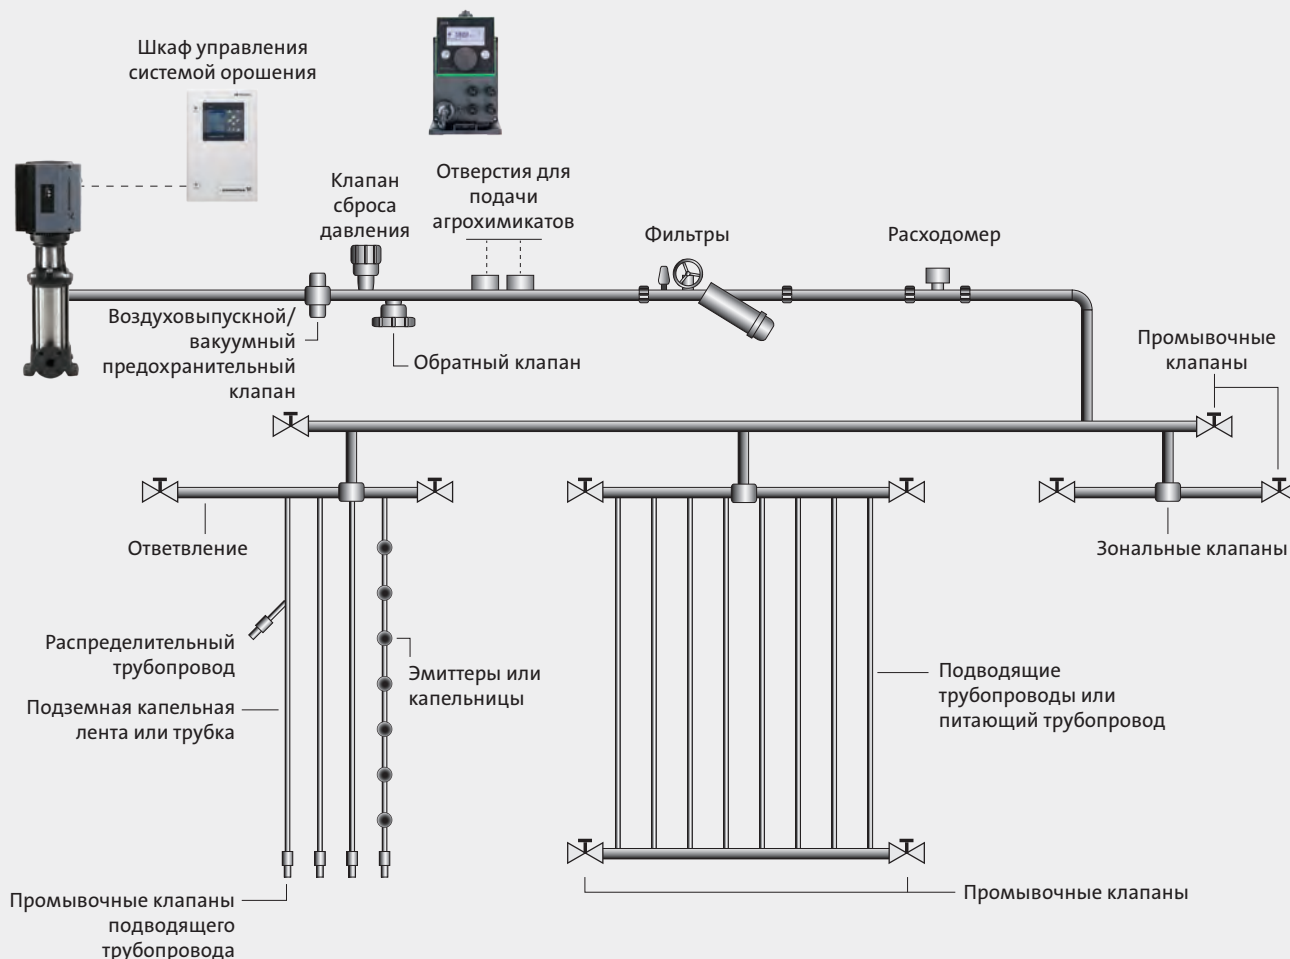 Шкаф управления
системой орошения
Клапан
сброса
давления
Отверстия для
подачи
агрохимикатов
Фильтры
Расходомер
Воздуховыпускной/
вакуумный
предохранительный
клапан
Обратный клапан
Промывочные
клапаны
Ответвление
Зональные клапаны
Распределительный
трубопровод
Эмиттеры или
капельницы
Подводящие
трубопроводы или
питающий трубопровод
Подземная капельная
лента или трубка
Промывочные клапаны
подводящего
трубопровода
Промывочные клапаны